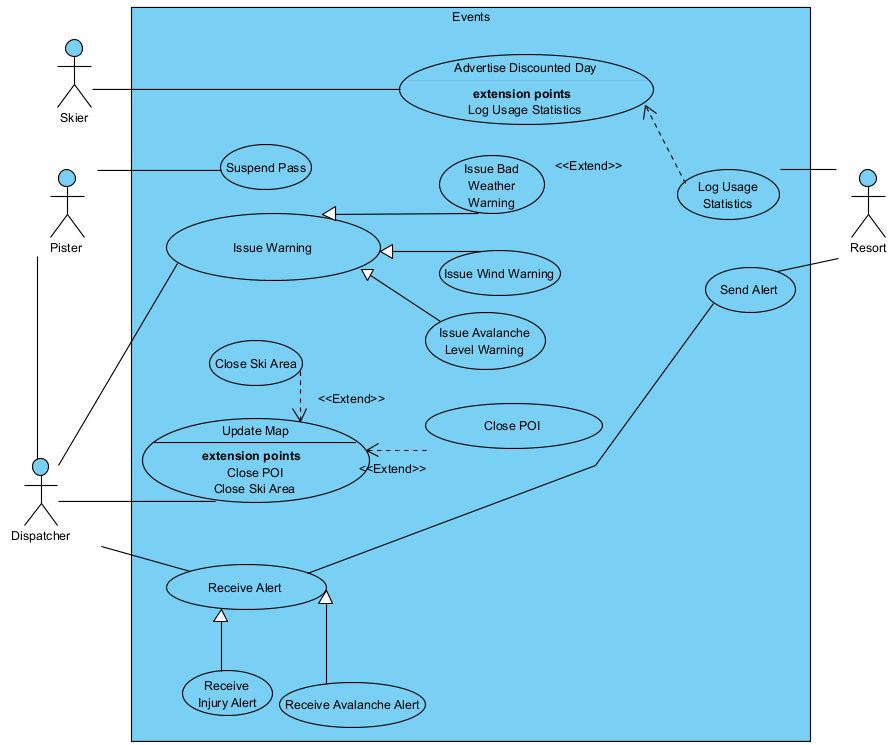 Events
Advertise Discounted Day
extension points
Log Usage Statistics
Skier
Suspend Pass
Issue Bad
Weather
Warning
<<Extend>>
Log Usage
Statistics
Pister
Resort
Issue Warning
Issue Wind Warning
Send Alert
Issue Avalanche
Level Warning
Close Ski Area
<<Extend>>
Update Map
extension points
Close POI
Close Ski Area
Close POI
<<Extend>>
Dispatcher
Receive Alert
Receive
Injury Alert
Receive Avalanche Alert